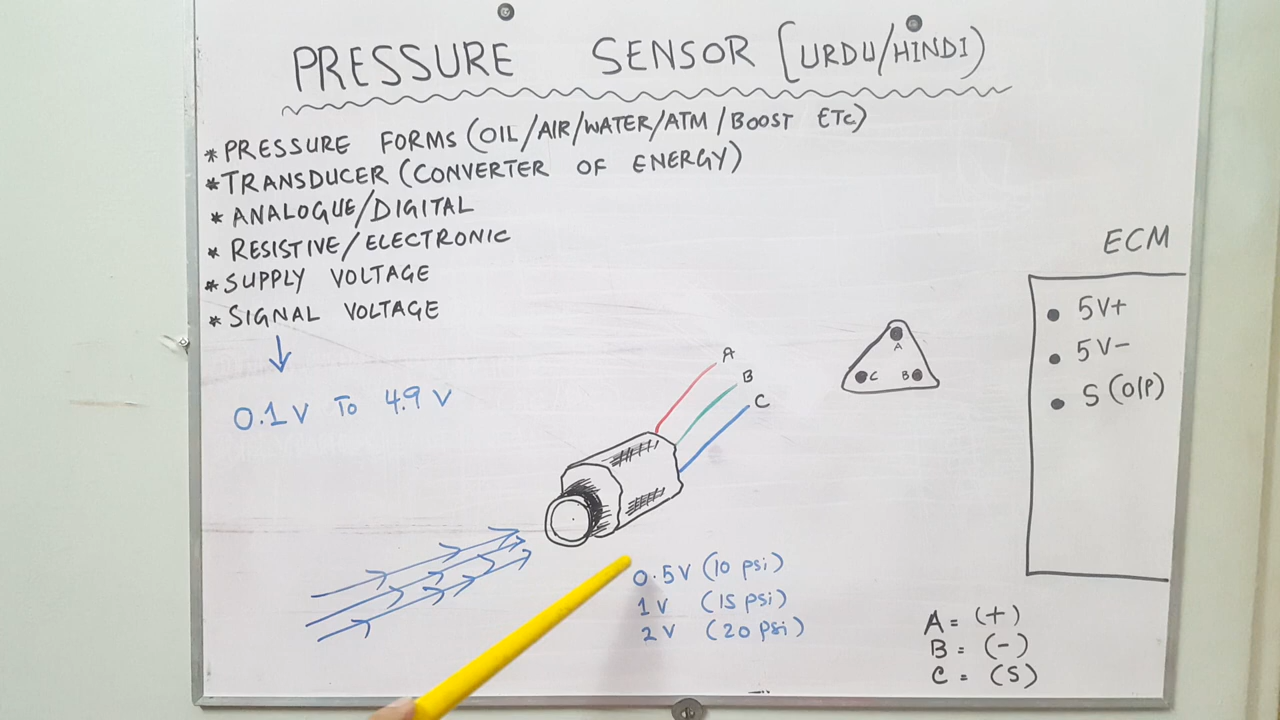 PRESSURE SENSOR [URDU/HINDI)
* PRESSURE FORMS (OIL/AIR/WATER/ATM/BOOST ETC)
* TRANSDUCER (CONVERTER OF ENERGY)
* ANALOGUE/DIGITAL
* RESISTIVE/ELECTRONIC
* SUPPLY VOLTAGE
* SIGNAL VOLTAGE
0.1V To 4.9V
A
B
C
A
C B
ECM
5V+
5V-
S (O/P)
0.5V (10 psi)
1V (15 psi)
2V (20 psi)
A = (+)
B = (-)
C = (S)